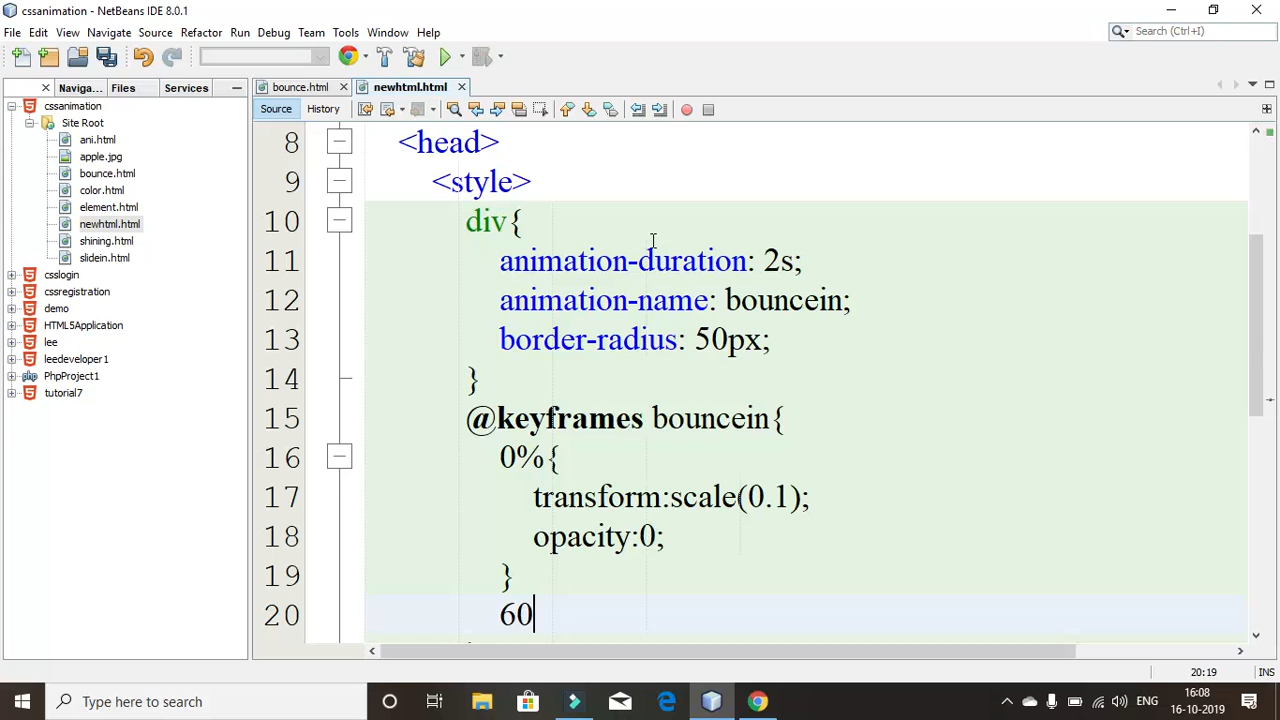 cssanimation - NetBeans IDE 8.0.1
File Edit View Navigate Source Refactor Run Debug Team Tools Window Help
Search (Ctrl+I)
Naviga... Files Services
bounce.html newhtml.html
Source History
cssanimation
Site Root
ani.html
apple.jpg
bounce.html
color.html
element.html
newhtml.html
shining.html
slidein.html
csslogin
cssregistration
demo
HTML5Application
lee
leedeveloper1
php PhpProject1
tutorial7
8 <head>
9 <style>
10 div{
11 animation-duration: 2s;
12 animation-name: bouncein;
13 border-radius: 50px;
14 }
15 @keyframes bouncein{
16 0%{
17 transform:scale(0.1);
18 opacity:0;
19 }
20 60
20:19 INS
Type here to search
ENG
16:08
16-10-2019